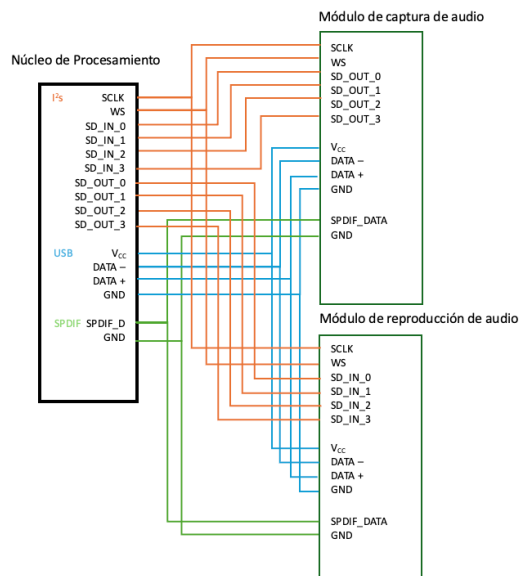 Módulo de captura de audio
SCLK
WS
SD_OUT_0
SD_OUT_1
SD_OUT_2
SD_OUT_3
VCC
DATA –
DATA +
GND
SPDIF_DATA
GND
Núcleo de Procesamiento
I²s SCLK
WS
SD_IN_0
SD_IN_1
SD_IN_2
SD_IN_3
SD_OUT_0
SD_OUT_1
SD_OUT_2
SD_OUT_3
USB VCC
DATA –
DATA +
GND
SPDIF SPDIF_D
GND
Módulo de reproducción de audio
SCLK
WS
SD_IN_0
SD_IN_1
SD_IN_2
SD_IN_3
VCC
DATA –
DATA +
GND
SPDIF_DATA
GND